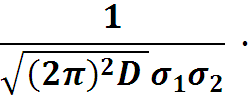 1 / (√((2π)²D) σ₁σ₂) .